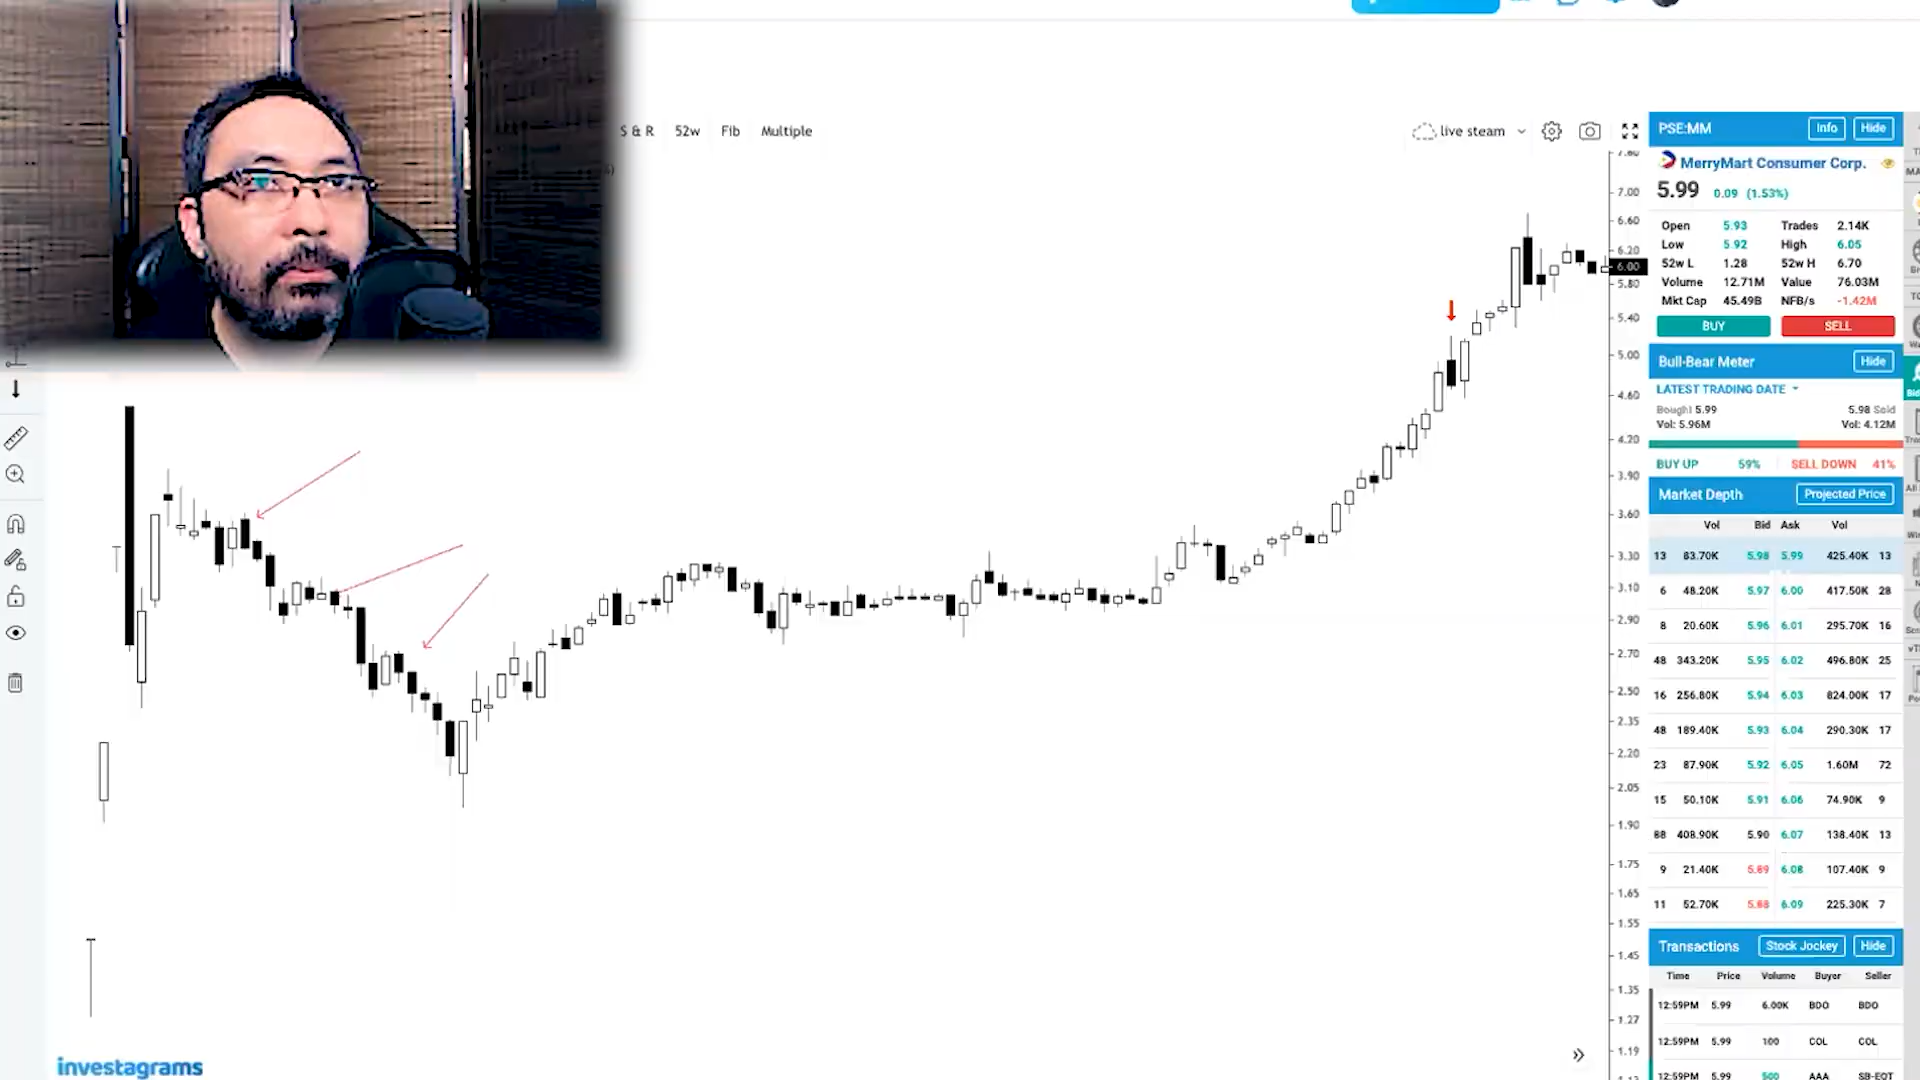 S & R 52w Fib Multiple
live steam
7.00
6.60
6.20
6.00
5.80
5.40
5.00
4.60
4.20
3.90
3.60
3.30
3.10
2.90
2.70
2.50
2.35
2.20
2.05
1.90
1.75
1.65
1.55
1.45
1.35
1.27
1.19
investagrams
PSE:MM Info Hide
MerryMart Consumer Corp.
5.99 0.09 (1.53%)
Open 5.93 Trades 2.14K
Low 5.92 High 6.05
52w L 1.28 52w H 6.70
Volume 12.71M Value 76.03M
Mkt Cap 45.49B NFB/s -1.42M
BUY SELL
Bull-Bear Meter Hide
LATEST TRADING DATE
Bought 5.99 5.98 Sold
Vol: 5.96M Vol: 4.12M
BUY UP 59% SELL DOWN 41%
Market Depth Projected Price
Vol Bid Ask Vol
13 83.70K 5.98 5.99 425.40K 13
6 48.20K 5.97 6.00 417.50K 28
8 20.60K 5.96 6.01 295.70K 16
48 343.20K 5.95 6.02 496.80K 25
16 256.80K 5.94 6.03 824.00K 17
48 189.40K 5.93 6.04 290.30K 17
23 87.90K 5.92 6.05 1.60M 72
15 50.10K 5.91 6.06 74.90K 9
88 408.90K 5.90 6.07 138.40K 13
9 21.40K 5.89 6.08 107.40K 9
11 52.70K 5.88 6.09 225.30K 7
Transactions Stock Jockey Hide
Time Price Volume Buyer Seller
12:59PM 5.99 6.00K BDO BDO
12:59PM 5.99 100 COL COL
12:59PM 5.99 500 AAA SB-EQT